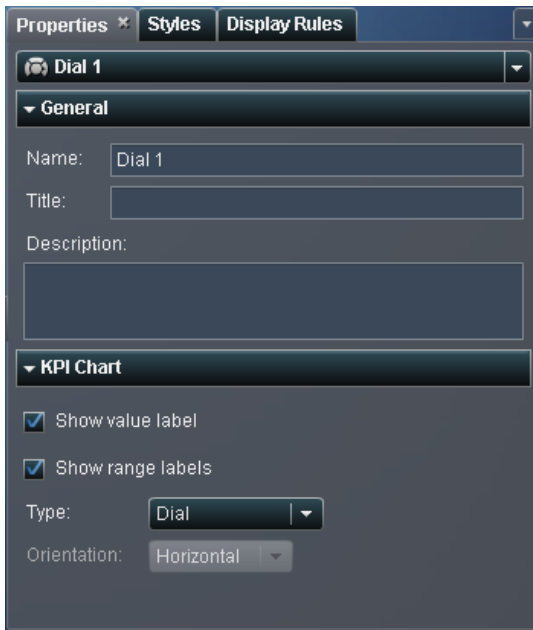 Properties Styles Display Rules
Dial 1
General
Name: Dial 1
Title:
Description:
KPI Chart
Show value label
Show range labels
Type: Dial
Orientation: Horizontal